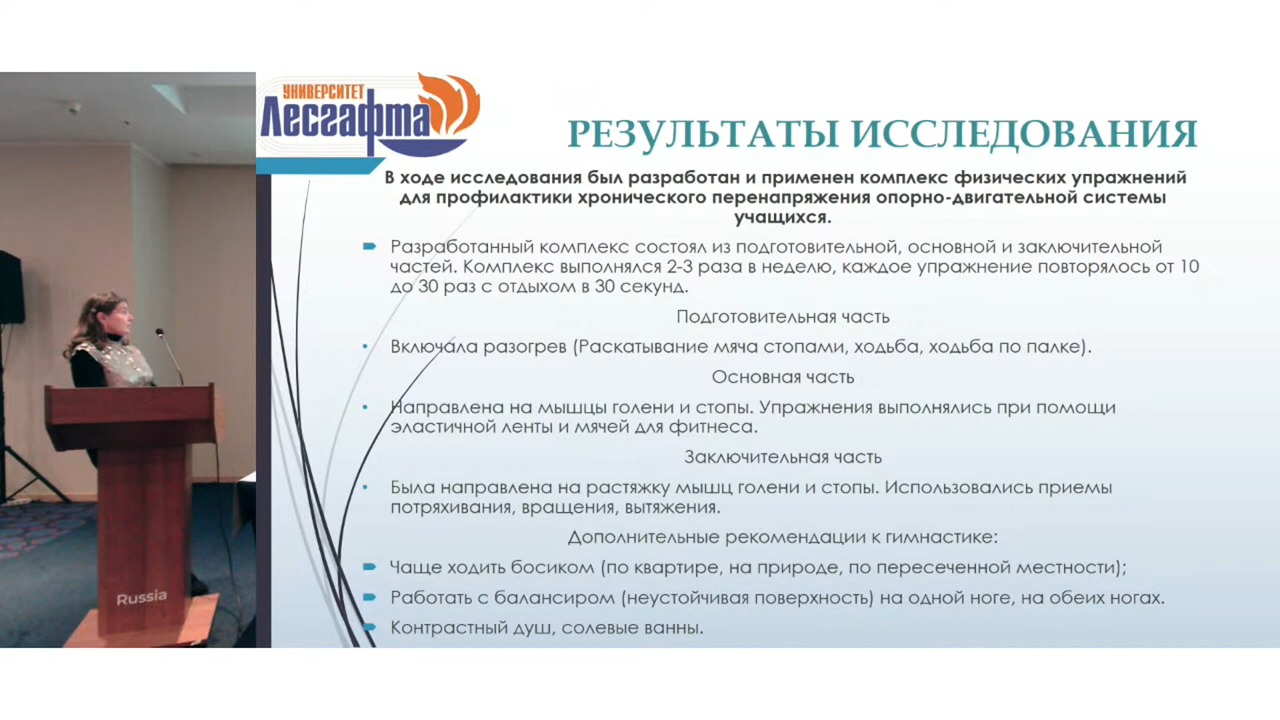 УНИВЕРСИТЕТ
Лесгафта
РЕЗУЛЬТАТЫ ИССЛЕДОВАНИЯ
В ходе исследования был разработан и применен комплекс физических упражнений
для профилактики хронического перенапряжения опорно-двигательной системы
учащихся.
Разработанный комплекс состоял из подготовительной, основной и заключительной
частей. Комплекс выполнялся 2-3 раза в неделю, каждое упражнение повторялось от 10
до 30 раз с отдыхом в 30 секунд.
Подготовительная часть
Включала разогрев (Раскатывание мяча стопами, ходьба, ходьба по палке).
Основная часть
Направлена на мышцы голени и стопы. Упражнения выполнялись при помощи
эластичной ленты и мячей для фитнеса.
Заключительная часть
Была направлена на растяжку мышц голени и стопы. Использовались приемы
потряхивания, вращения, вытяжения.
Дополнительные рекомендации к гимнастике:
Чаще ходить босиком (по квартире, на природе, по пересеченной местности);
Работать с балансиром (неустойчивая поверхность) на одной ноге, на обеих ногах.
Контрастный душ, солевые ванны.
Russia